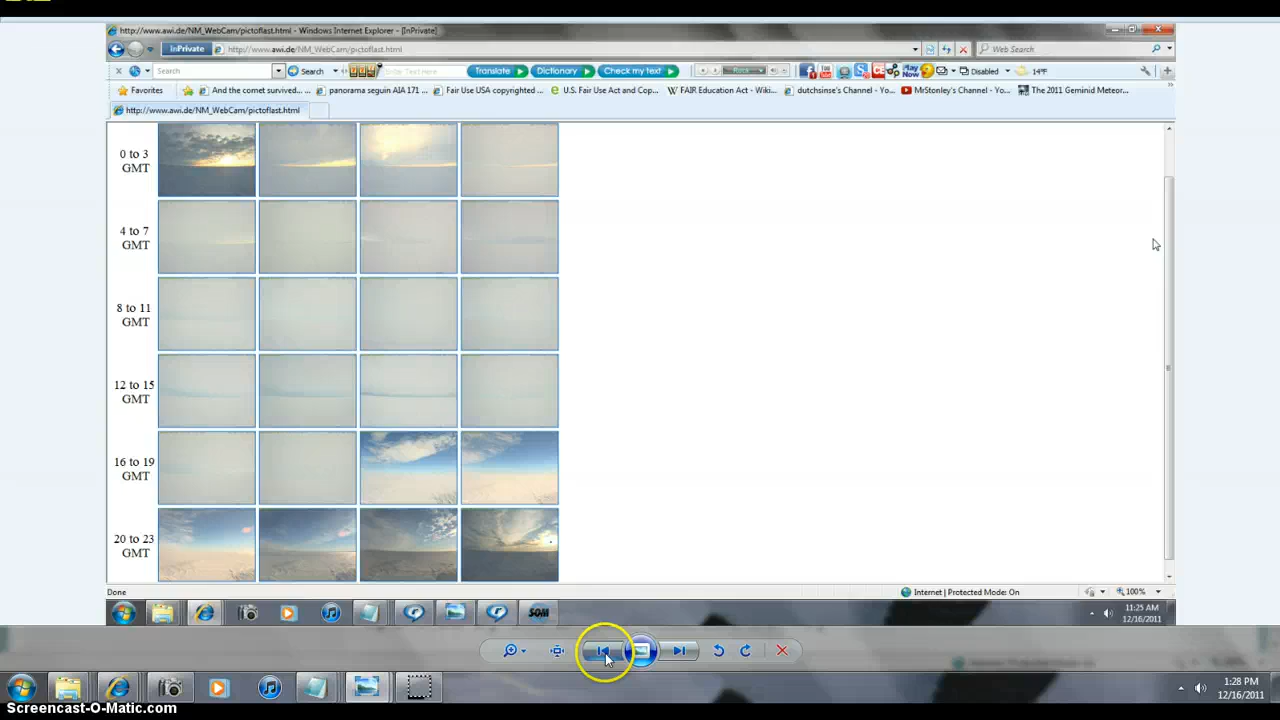 http://www.awi.de/NM_WebCam/pictoflast.html - Windows Internet Explorer - [InPrivate]
InPrivate http://www.awi.de/NM_WebCam/pictoflast.html Web Search
Search Search Enter Text Here Translate Dictionary Check my text Play Now Disabled 14°F
Favorites And the comet survived... panorama seguin AIA 171 ... Fair Use USA copyrighted ... U.S. Fair Use Act and Cop... FAIR Education Act - Wiki... dutchsinse's Channel - Yo... MrStonley's Channel - Yo... The 2011 Geminid Meteor...
http://www.awi.de/NM_WebCam/pictoflast.html
0 to 3
GMT
4 to 7
GMT
8 to 11
GMT
12 to 15
GMT
16 to 19
GMT
20 to 23
GMT
Done Internet | Protected Mode: On 100%
SOM 11:25 AM
12/16/2011
1:28 PM
12/16/2011
Screencast-O-Matic.com